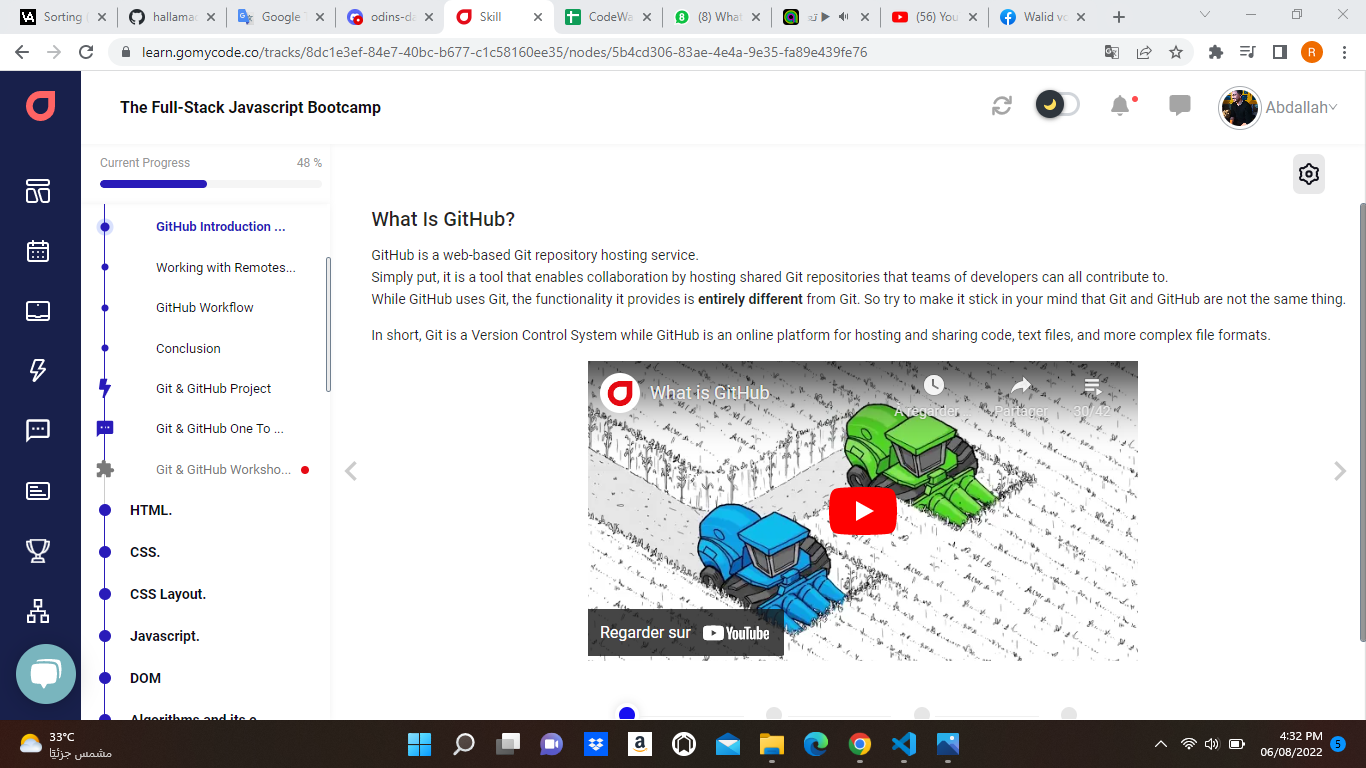 Sorting
hallamac
Google
odins-da
Skill
CodeWa
(8) What
(56) You
Walid vo
learn.gomycode.co/tracks/8dc1e3ef-84e7-40bc-b677-c1c58160ee35/nodes/5b4cd306-83ae-4e4a-9e35-fa89e439fe76
R
The Full-Stack Javascript Bootcamp
Abdallah
Current Progress 48 %
GitHub Introduction ...
Working with Remotes...
GitHub Workflow
Conclusion
Git & GitHub Project
Git & GitHub One To ...
Git & GitHub Worksho...
HTML.
CSS.
CSS Layout.
Javascript.
DOM
Algorithms and its c
What Is GitHub?
GitHub is a web-based Git repository hosting service.
Simply put, it is a tool that enables collaboration by hosting shared Git repositories that teams of developers can all contribute to.
While GitHub uses Git, the functionality it provides is entirely different from Git. So try to make it stick in your mind that Git and GitHub are not the same thing.
In short, Git is a Version Control System while GitHub is an online platform for hosting and sharing code, text files, and more complex file formats.
What is GitHub
À regarder
Partager
30/42
Regarder sur YouTube
33°C
مشمس جزئيًا
4:32 PM
06/08/2022
5